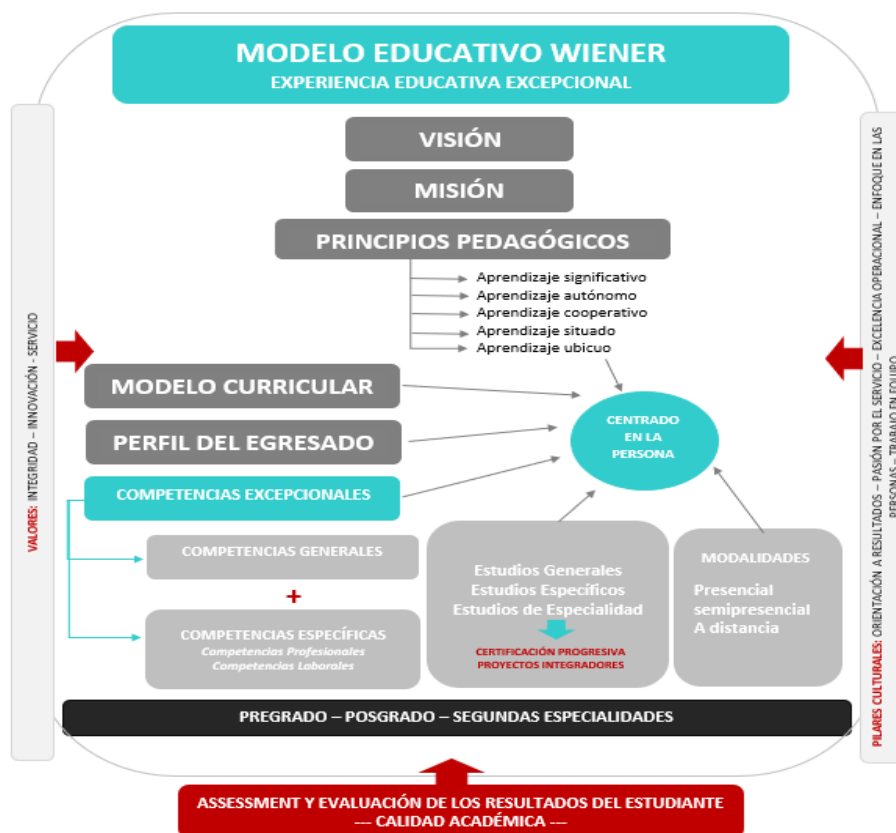 MODELO EDUCATIVO WIENER
EXPERIENCIA EDUCATIVA EXCEPCIONAL
VISIÓN
MISIÓN
PRINCIPIOS PEDAGÓGICOS
Aprendizaje significativo
Aprendizaje autónomo
Aprendizaje cooperativo
Aprendizaje situado
Aprendizaje ubicuo
MODELO CURRICULAR
PERFIL DEL EGRESADO
COMPETENCIAS EXCEPCIONALES
CENTRADO
EN LA
PERSONA
COMPETENCIAS GENERALES
+
COMPETENCIAS ESPECÍFICAS
Competencias Profesionales
Competencias Laborales
Estudios Generales
Estudios Específicos
Estudios de Especialidad
CERTIFICACIÓN PROGRESIVA
PROYECTOS INTEGRADORES
MODALIDADES
Presencial
semipresencial
A distancia
PREGRADO – POSGRADO – SEGUNDAS ESPECIALIDADES
ASSESSMENT Y EVALUACIÓN DE LOS RESULTADOS DEL ESTUDIANTE
--- CALIDAD ACADÉMICA ---
VALORES: INTEGRIDAD – INNOVACIÓN - SERVICIO
PILARES CULTURALES: ORIENTACIÓN A RESULTADOS – PASIÓN POR EL SERVICIO – EXCELENCIA OPERACIONAL – ENFOQUE EN LAS
PERSONAS – TRABAJO EN EQUIPO